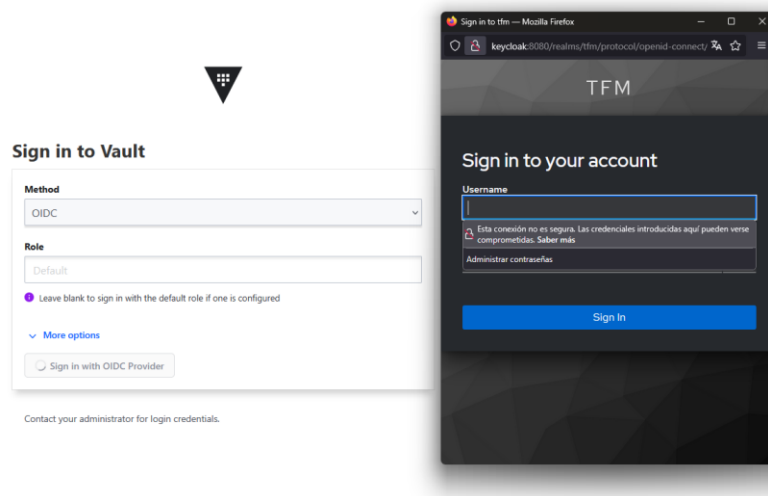 Sign in to Vault
Method
OIDC
Role
Default
Leave blank to sign in with the default role if one is configured
More options
Sign in with OIDC Provider
Contact your administrator for login credentials.
Sign in to tfm — Mozilla Firefox
keycloak:8080/realms/tfm/protocol/openid-connect/
TFM
Sign in to your account
Username
Esta conexión no es segura. Las credenciales introducidas aquí pueden verse
comprometidas. Saber más
Administrar contraseñas
Sign In